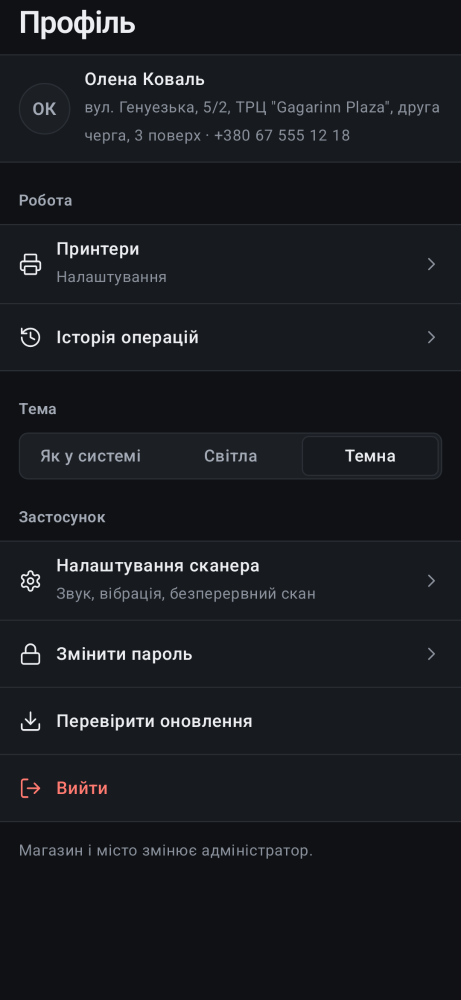 Профіль
ОК
Олена Коваль
вул. Генуезька, 5/2, ТРЦ "Gagarinn Plaza", друга
черга, 3 поверх · +380 67 555 12 18
Робота
Принтери
Налаштування
Історія операцій
Тема
Як у системі
Світла
Темна
Застосунок
Налаштування сканера
Звук, вібрація, безперервний скан
Змінити пароль
Перевірити оновлення
Вийти
Магазин і місто змінює адміністратор.